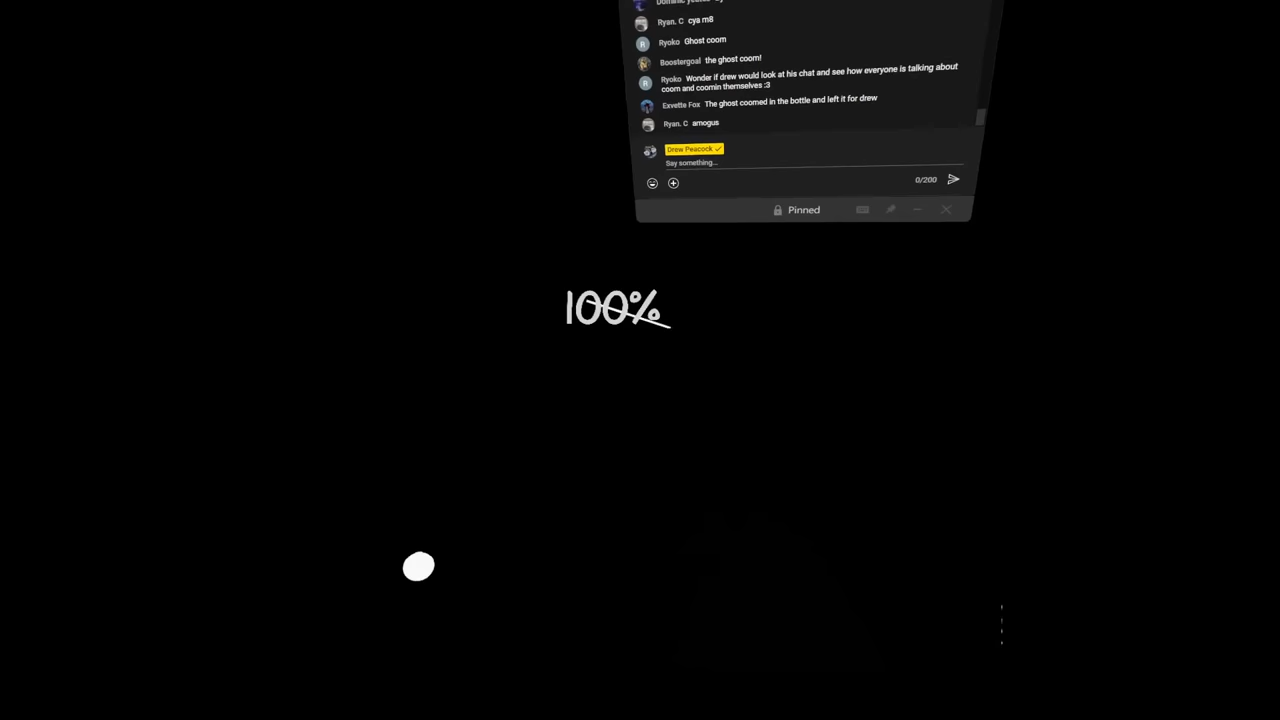 Ryan. C cya m8
Ryoko Ghost coom
Boostergoal the ghost coom!
Ryoko Wonder if drew would look at his chat and see how everyone is talking about
coom and coomin themselves :3
Exvette Fox The ghost coomed in the bottle and left it for drew
Ryan. C amogus
Drew Peacock
Say something...
0/200
Pinned
100%